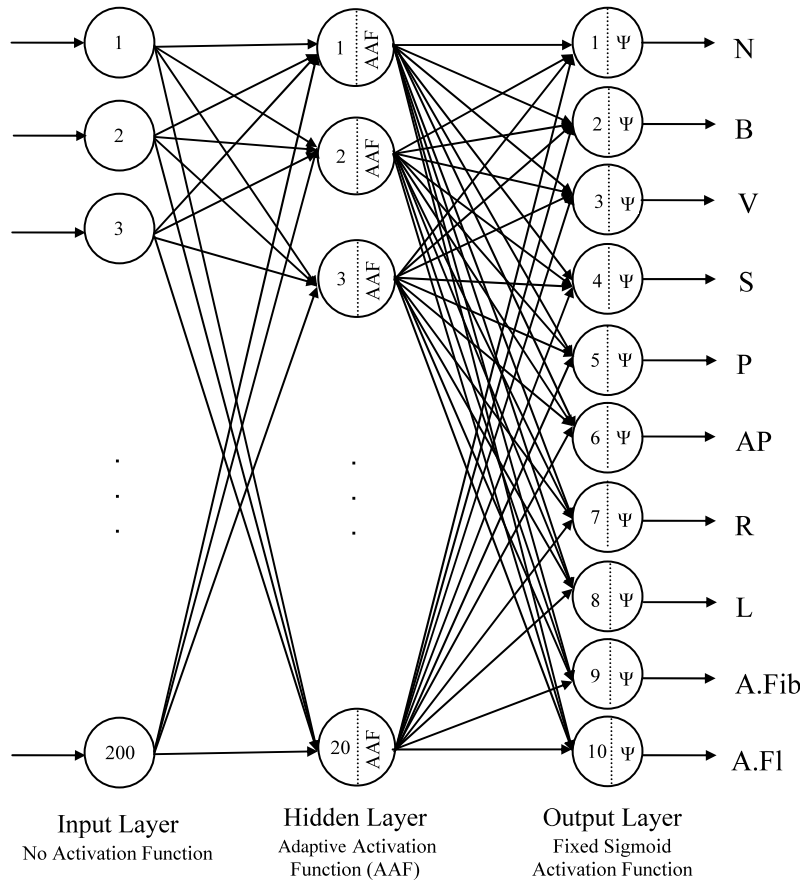 1
2
3
200
1 AAF
2 AAF
3 AAF
20 AAF
1 Ψ N
2 Ψ B
3 Ψ V
4 Ψ S
5 Ψ P
6 Ψ AP
7 Ψ R
8 Ψ L
9 Ψ A.Fib
10 Ψ A.Fl
Input Layer
No Activation Function
Hidden Layer
Adaptive Activation
Function (AAF)
Output Layer
Fixed Sigmoid
Activation Function